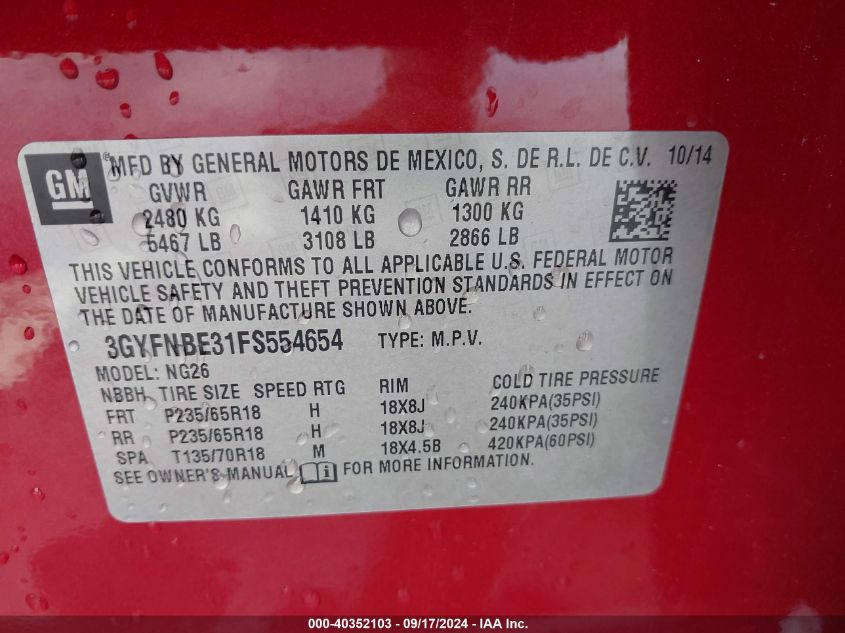 GM ® MFD BY GENERAL MOTORS DE MEXICO, S. DE R.L. DE C.V. 10/14
GVWR GAWR FRT GAWR RR
2480 KG 1410 KG 1300 KG
5467 LB 3108 LB 2866 LB
THIS VEHICLE CONFORMS TO ALL APPLICABLE U.S. FEDERAL MOTOR
VEHICLE SAFETY AND THEFT PREVENTION STANDARDS IN EFFECT ON
THE DATE OF MANUFACTURE SHOWN ABOVE.
3GYFNBE31FS554654 TYPE: M.P.V.
MODEL: NG26
NBBH TIRE SIZE SPEED RTG RIM COLD TIRE PRESSURE
FRT P235/65R18 H 18X8J 240KPA(35PSI)
RR P235/65R18 H 18X8J 240KPA(35PSI)
SPA T135/70R18 M 18X4.5B 420KPA(60PSI)
SEE OWNER'S MANUAL FOR MORE INFORMATION.
000-40352103 - 09/17/2024 - IAA Inc.